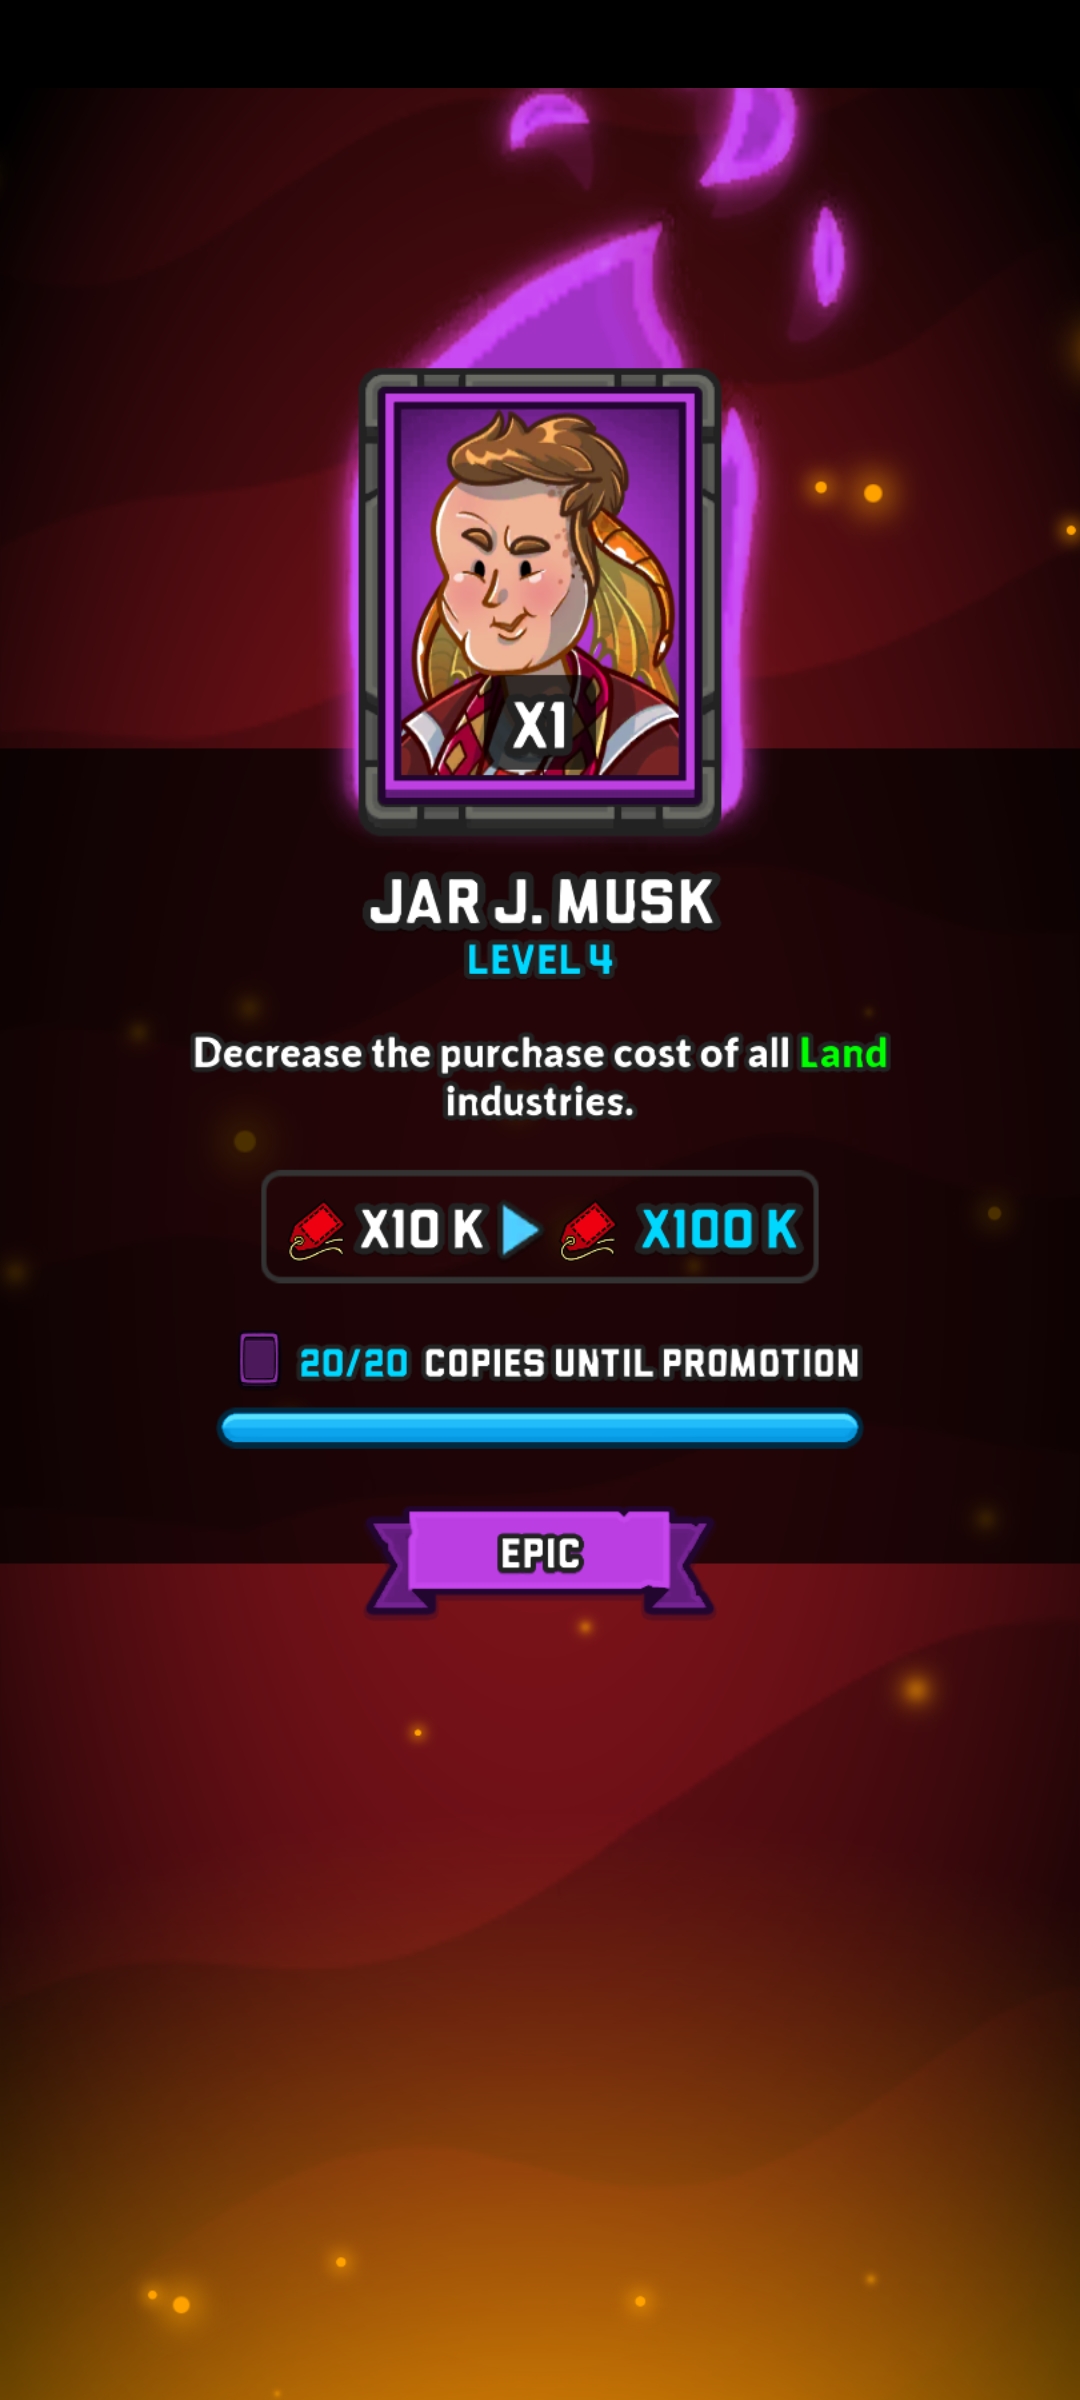 X1
JAR J. MUSK
LEVEL 4
Decrease the purchase cost of all Land
industries.
X10 K X100 K
20/20 COPIES UNTIL PROMOTION
EPIC